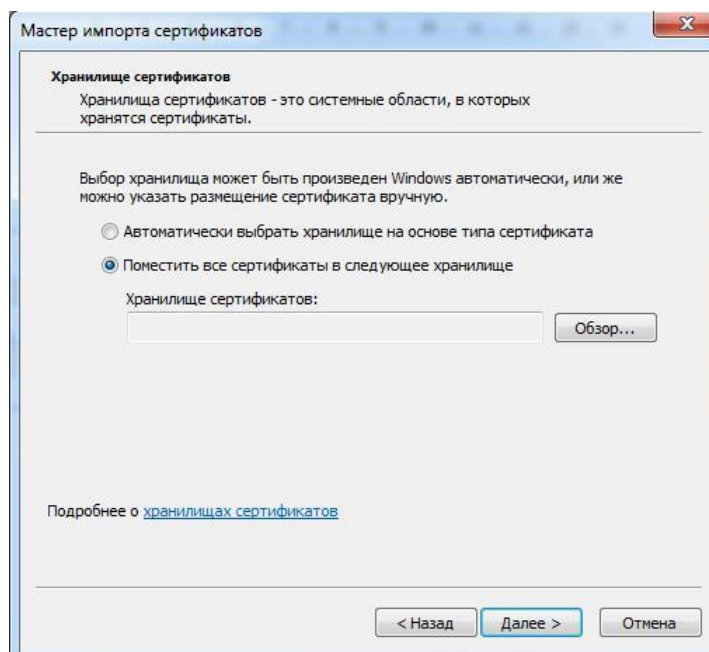 Мастер импорта сертификатов
Хранилище сертификатов
Хранилища сертификатов - это системные области, в которых
хранятся сертификаты.
Выбор хранилища может быть произведен Windows автоматически, или же
можно указать размещение сертификата вручную.
Автоматически выбрать хранилище на основе типа сертификата
Поместить все сертификаты в следующее хранилище
Хранилище сертификатов:
Обзор...
Подробнее о хранилищах сертификатов
< Назад Далее > Отмена